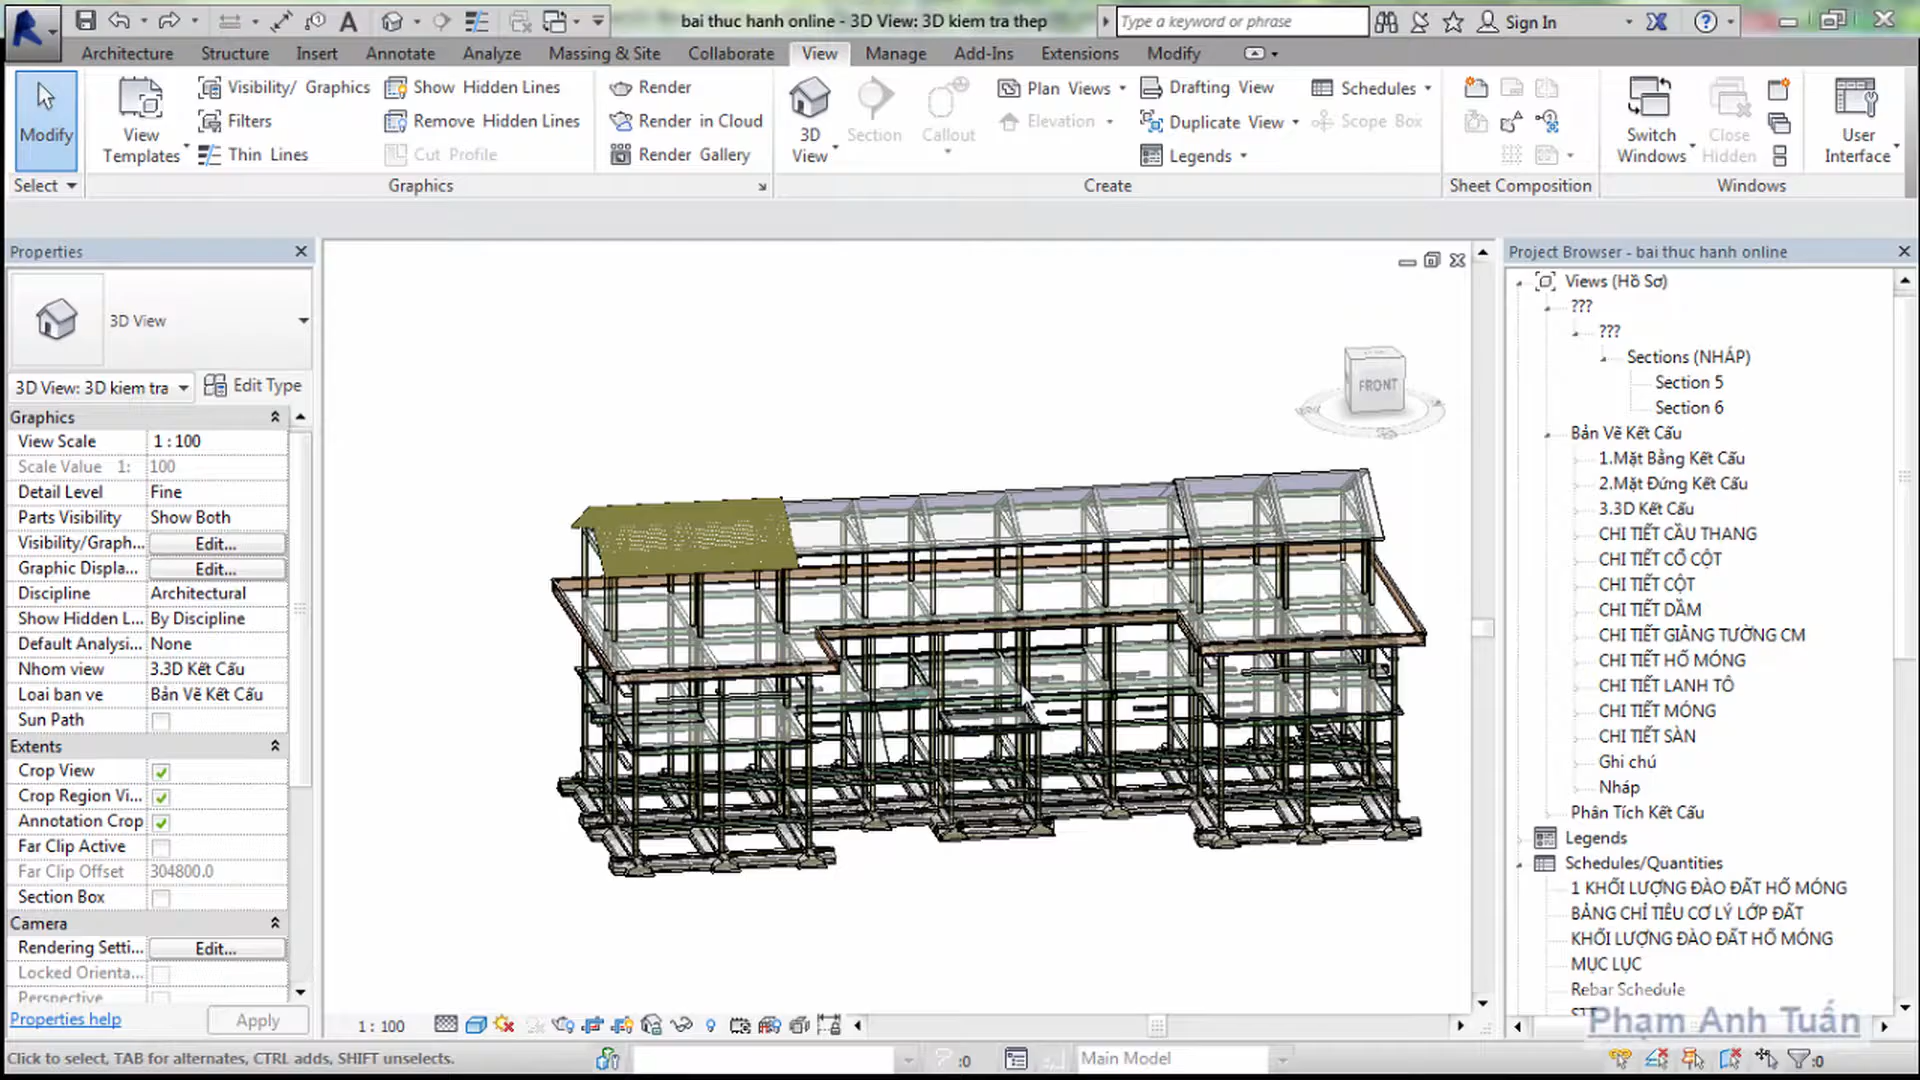 bai thuc hanh online - 3D View: 3D kiem tra thep
Type a keyword or phrase
Sign In
Architecture Structure Insert Annotate Analyze Massing & Site Collaborate View Manage Add-Ins Extensions Modify
Modify
View Templates
Visibility/ Graphics
Filters
Thin Lines
Show Hidden Lines
Remove Hidden Lines
Cut Profile
Render
Render in Cloud
Render Gallery
3D View
Section
Callout
Plan Views
Elevation
Drafting View
Duplicate View
Legends
Schedules
Scope Box
Switch Windows
Close Hidden
User Interface
Select
Graphics
Create
Sheet Composition
Windows
Properties
3D View
3D View: 3D kiem tra
Edit Type
Graphics
View Scale 1 : 100
Scale Value 1: 100
Detail Level Fine
Parts Visibility Show Both
Visibility/Graph... Edit...
Graphic Displa... Edit...
Discipline Architectural
Show Hidden L... By Discipline
Default Analysi... None
Nhom view 3.3D Kết Cấu
Loai ban ve Bản Vẽ Kết Cấu
Sun Path
Extents
Crop View
Crop Region Vi...
Annotation Crop
Far Clip Active
Far Clip Offset 304800.0
Section Box
Camera
Rendering Setti... Edit...
Locked Orienta...
Perspective
Properties help
Apply
FRONT
1 : 100
Project Browser - bai thuc hanh online
Views (Hồ Sơ)
???
???
Sections (NHÁP)
Section 5
Section 6
Bản Vẽ Kết Cấu
1.Mặt Bằng Kết Cấu
2.Mặt Đứng Kết Cấu
3.3D Kết Cấu
CHI TIẾT CẦU THANG
CHI TIẾT CỔ CỘT
CHI TIẾT CỘT
CHI TIẾT DẦM
CHI TIẾT GIẰNG TƯỜNG CM
CHI TIẾT HỐ MÓNG
CHI TIẾT LANH TÔ
CHI TIẾT MÓNG
CHI TIẾT SÀN
Ghi chú
Nháp
Phân Tích Kết Cấu
Legends
Schedules/Quantities
1 KHỐI LƯỢNG ĐÀO ĐẤT HỐ MÓNG
BẢNG CHỈ TIÊU CƠ LÝ LỚP ĐẤT
KHỐI LƯỢNG ĐÀO ĐẤT HỐ MÓNG
MỤC LỤC
Rebar Schedule
Phạm Anh Tuấn
Click to select, TAB for alternates, CTRL adds, SHIFT unselects.
:0
Main Model
:0